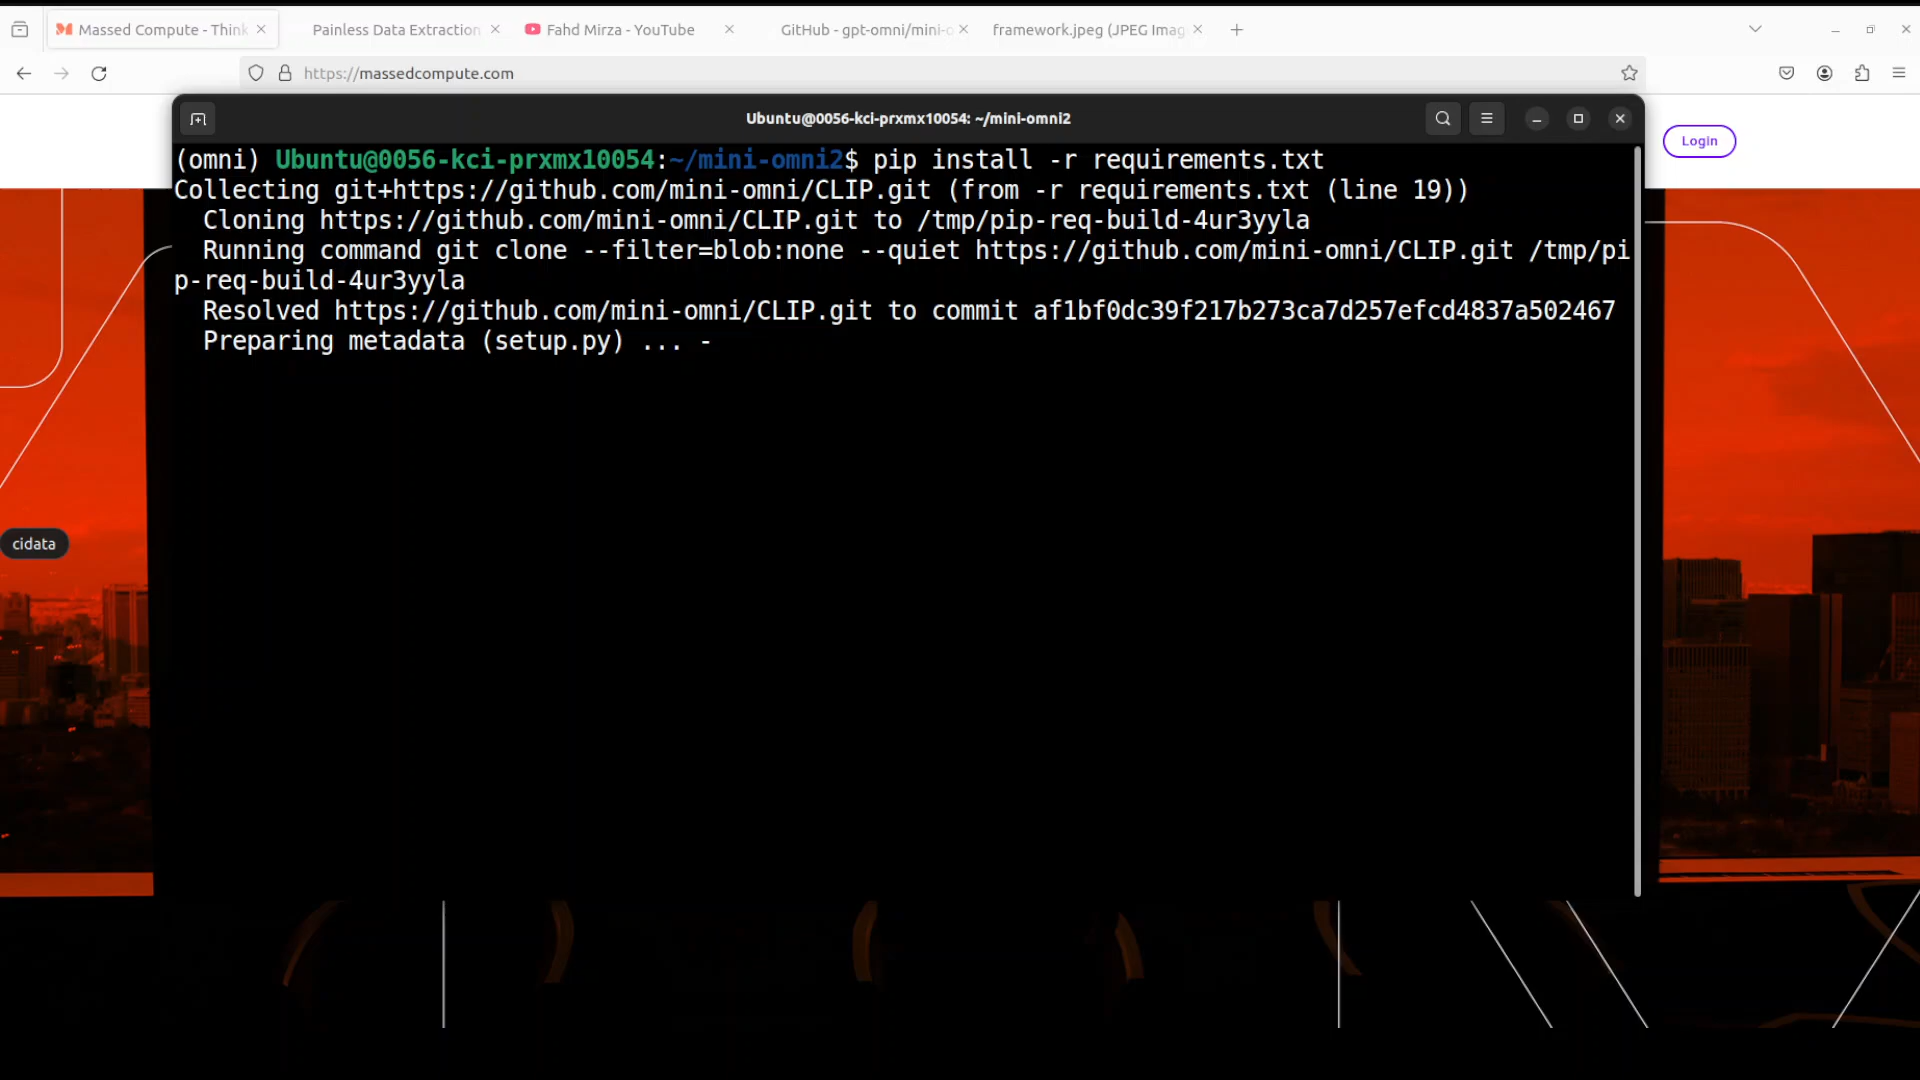 Massed Compute - Think
Painless Data Extraction
Fahd Mirza - YouTube
GitHub - gpt-omni/mini-o
framework.jpeg (JPEG Imag
https://massedcompute.com
Ubuntu@0056-kci-prxmx10054: ~/mini-omni2
Login
(omni) Ubuntu@0056-kci-prxmx10054:~/mini-omni2$ pip install -r requirements.txt
Collecting git+https://github.com/mini-omni/CLIP.git (from -r requirements.txt (line 19))
Cloning https://github.com/mini-omni/CLIP.git to /tmp/pip-req-build-4ur3yyla
Running command git clone --filter=blob:none --quiet https://github.com/mini-omni/CLIP.git /tmp/pi
p-req-build-4ur3yyla
Resolved https://github.com/mini-omni/CLIP.git to commit af1bf0dc39f217b273ca7d257efcd4837a502467
Preparing metadata (setup.py) ... -
cidata